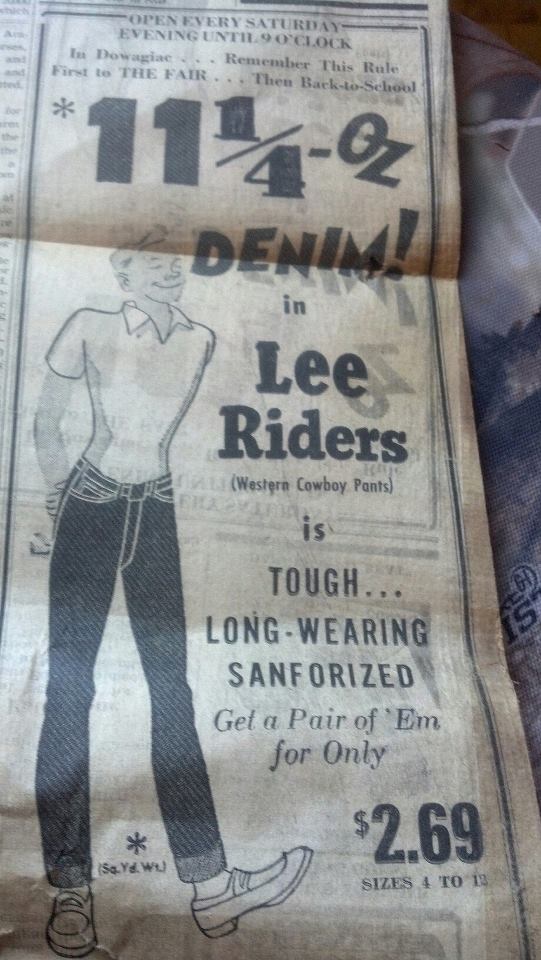 OPEN EVERY SATURDAY
EVENING UNTIL 9 O'CLOCK
In Dowagiac . . . Remember This Rule
First to THE FAIR . . . Then Back-to-School
*11 1/4-OZ
DENIM!
in
Lee
Riders
(Western Cowboy Pants)
is
TOUGH...
LONG-WEARING
SANFORIZED
Get a Pair of 'Em
for Only
$2.69
SIZES 4 TO 12
*
(Sq.Yd.Wt.)